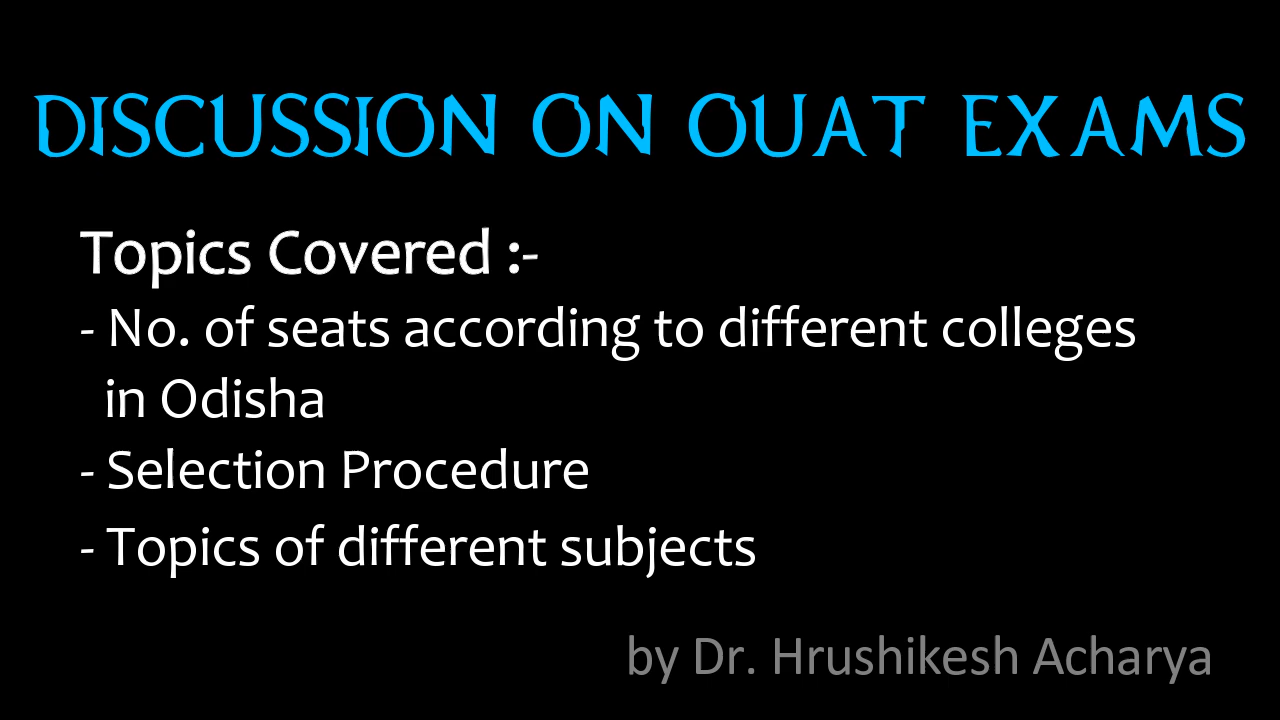 DISCUSSION ON OUAT EXAMS
Topics Covered :-
- No. of seats according to different colleges
in Odisha
- Selection Procedure
- Topics of different subjects
by Dr. Hrushikesh Acharya